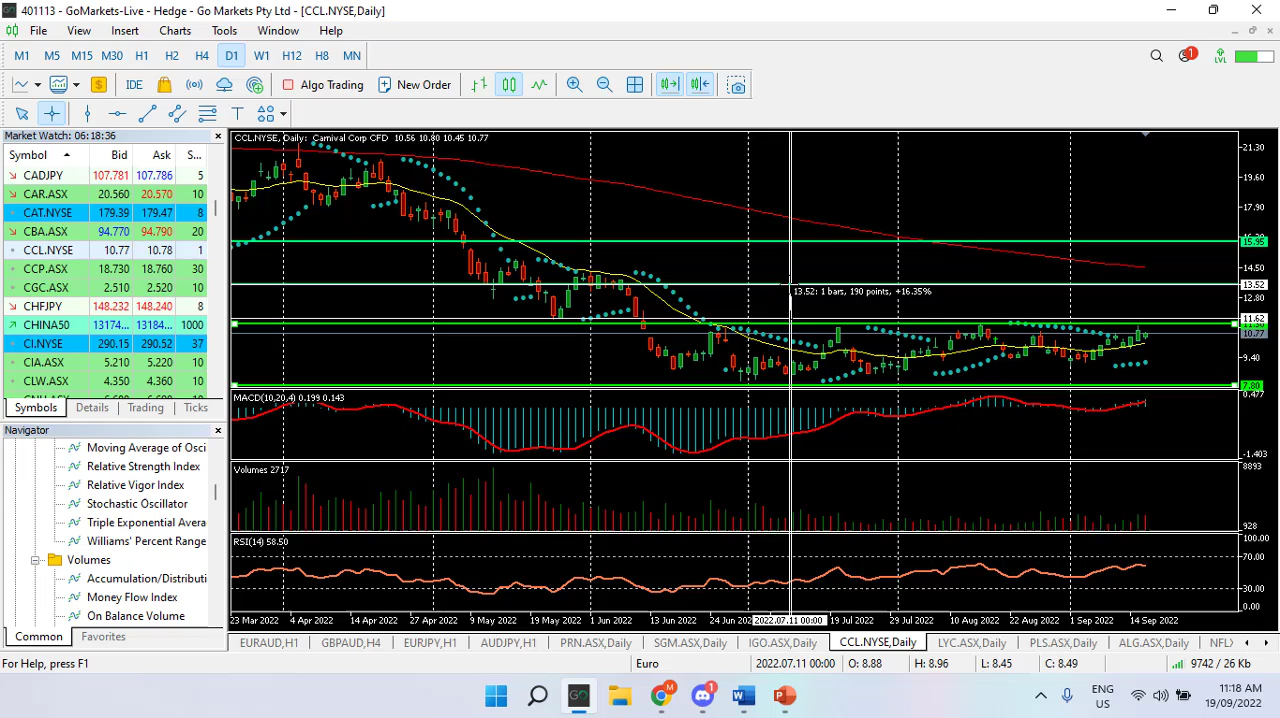 401113 - GoMarkets-Live - Hedge - Go Markets Pty Ltd - [CCL.NYSE,Daily]
File View Insert Charts Tools Window Help
M1 M5 M15 M30 H1 H2 H4 D1 W1 H12 H8 MN 1 LVL
IDE Algo Trading New Order
Market Watch: 06:18:36
Symbol Bid Ask S...
CADJPY 107.781 107.786 5
CAR.ASX 20.560 20.570 10
CAT.NYSE 179.39 179.47 8
CBA.ASX 94.770 94.790 20
CCL.NYSE 10.77 10.78 1
CCP.ASX 18.730 18.760 30
CGC.ASX 2.510 2.520 10
CHFJPY 148.232 148.240 8
CHINA50 13174... 13184... 1000
CI.NYSE 290.15 290.52 37
CIA.ASX 5.210 5.220 10
CLW.ASX 4.350 4.360 10
Symbols Details Trading Ticks
Navigator
Moving Average of Osci
Relative Strength Index
Relative Vigor Index
Stochastic Oscillator
Triple Exponential Avera
Williams' Percent Range
Volumes
Accumulation/Distributi
Money Flow Index
On Balance Volume
Common Favorites
CCL.NYSE, Daily: Carnival Corp CFD 10.56 10.80 10.45 10.77
21.30
19.60
17.90
15.95
14.50
13.52
13.52: 1 bars, 190 points, +16.35%
12.80
11.62
10.77
9.40
7.80
MACD(10,20,4) 0.199 0.143
0.477
-1.403
Volumes 2717
8893
928
RSI(14) 58.50
100.00
70.00
30.00
0.00
23 Mar 2022 4 Apr 2022 15 Apr 2022 27 Apr 2022 9 May 2022 19 May 2022 1 Jun 2022 13 Jun 2022 24 Jun 2022.07.11 00:00 19 Jul 2022 29 Jul 2022 10 Aug 2022 22 Aug 2022 1 Sep 2022 14 Sep 2022
EURAUD,H1 GBPAUD,H4 EURJPY,H1 AUDJPY,H1 PRN.ASX,Daily SGM.ASX,Daily IGO.ASX,Daily CCL.NYSE,Daily LYC.ASX,Daily PLS.ASX,Daily ALG.ASX,Daily NFL
For Help, press F1 Euro 2022.07.11 00:00 O: 8.88 H: 8.96 L: 8.45 C: 8.49 9742 / 26 Kb
GO M 1 W P ENG US 11:18 AM 19/09/2022